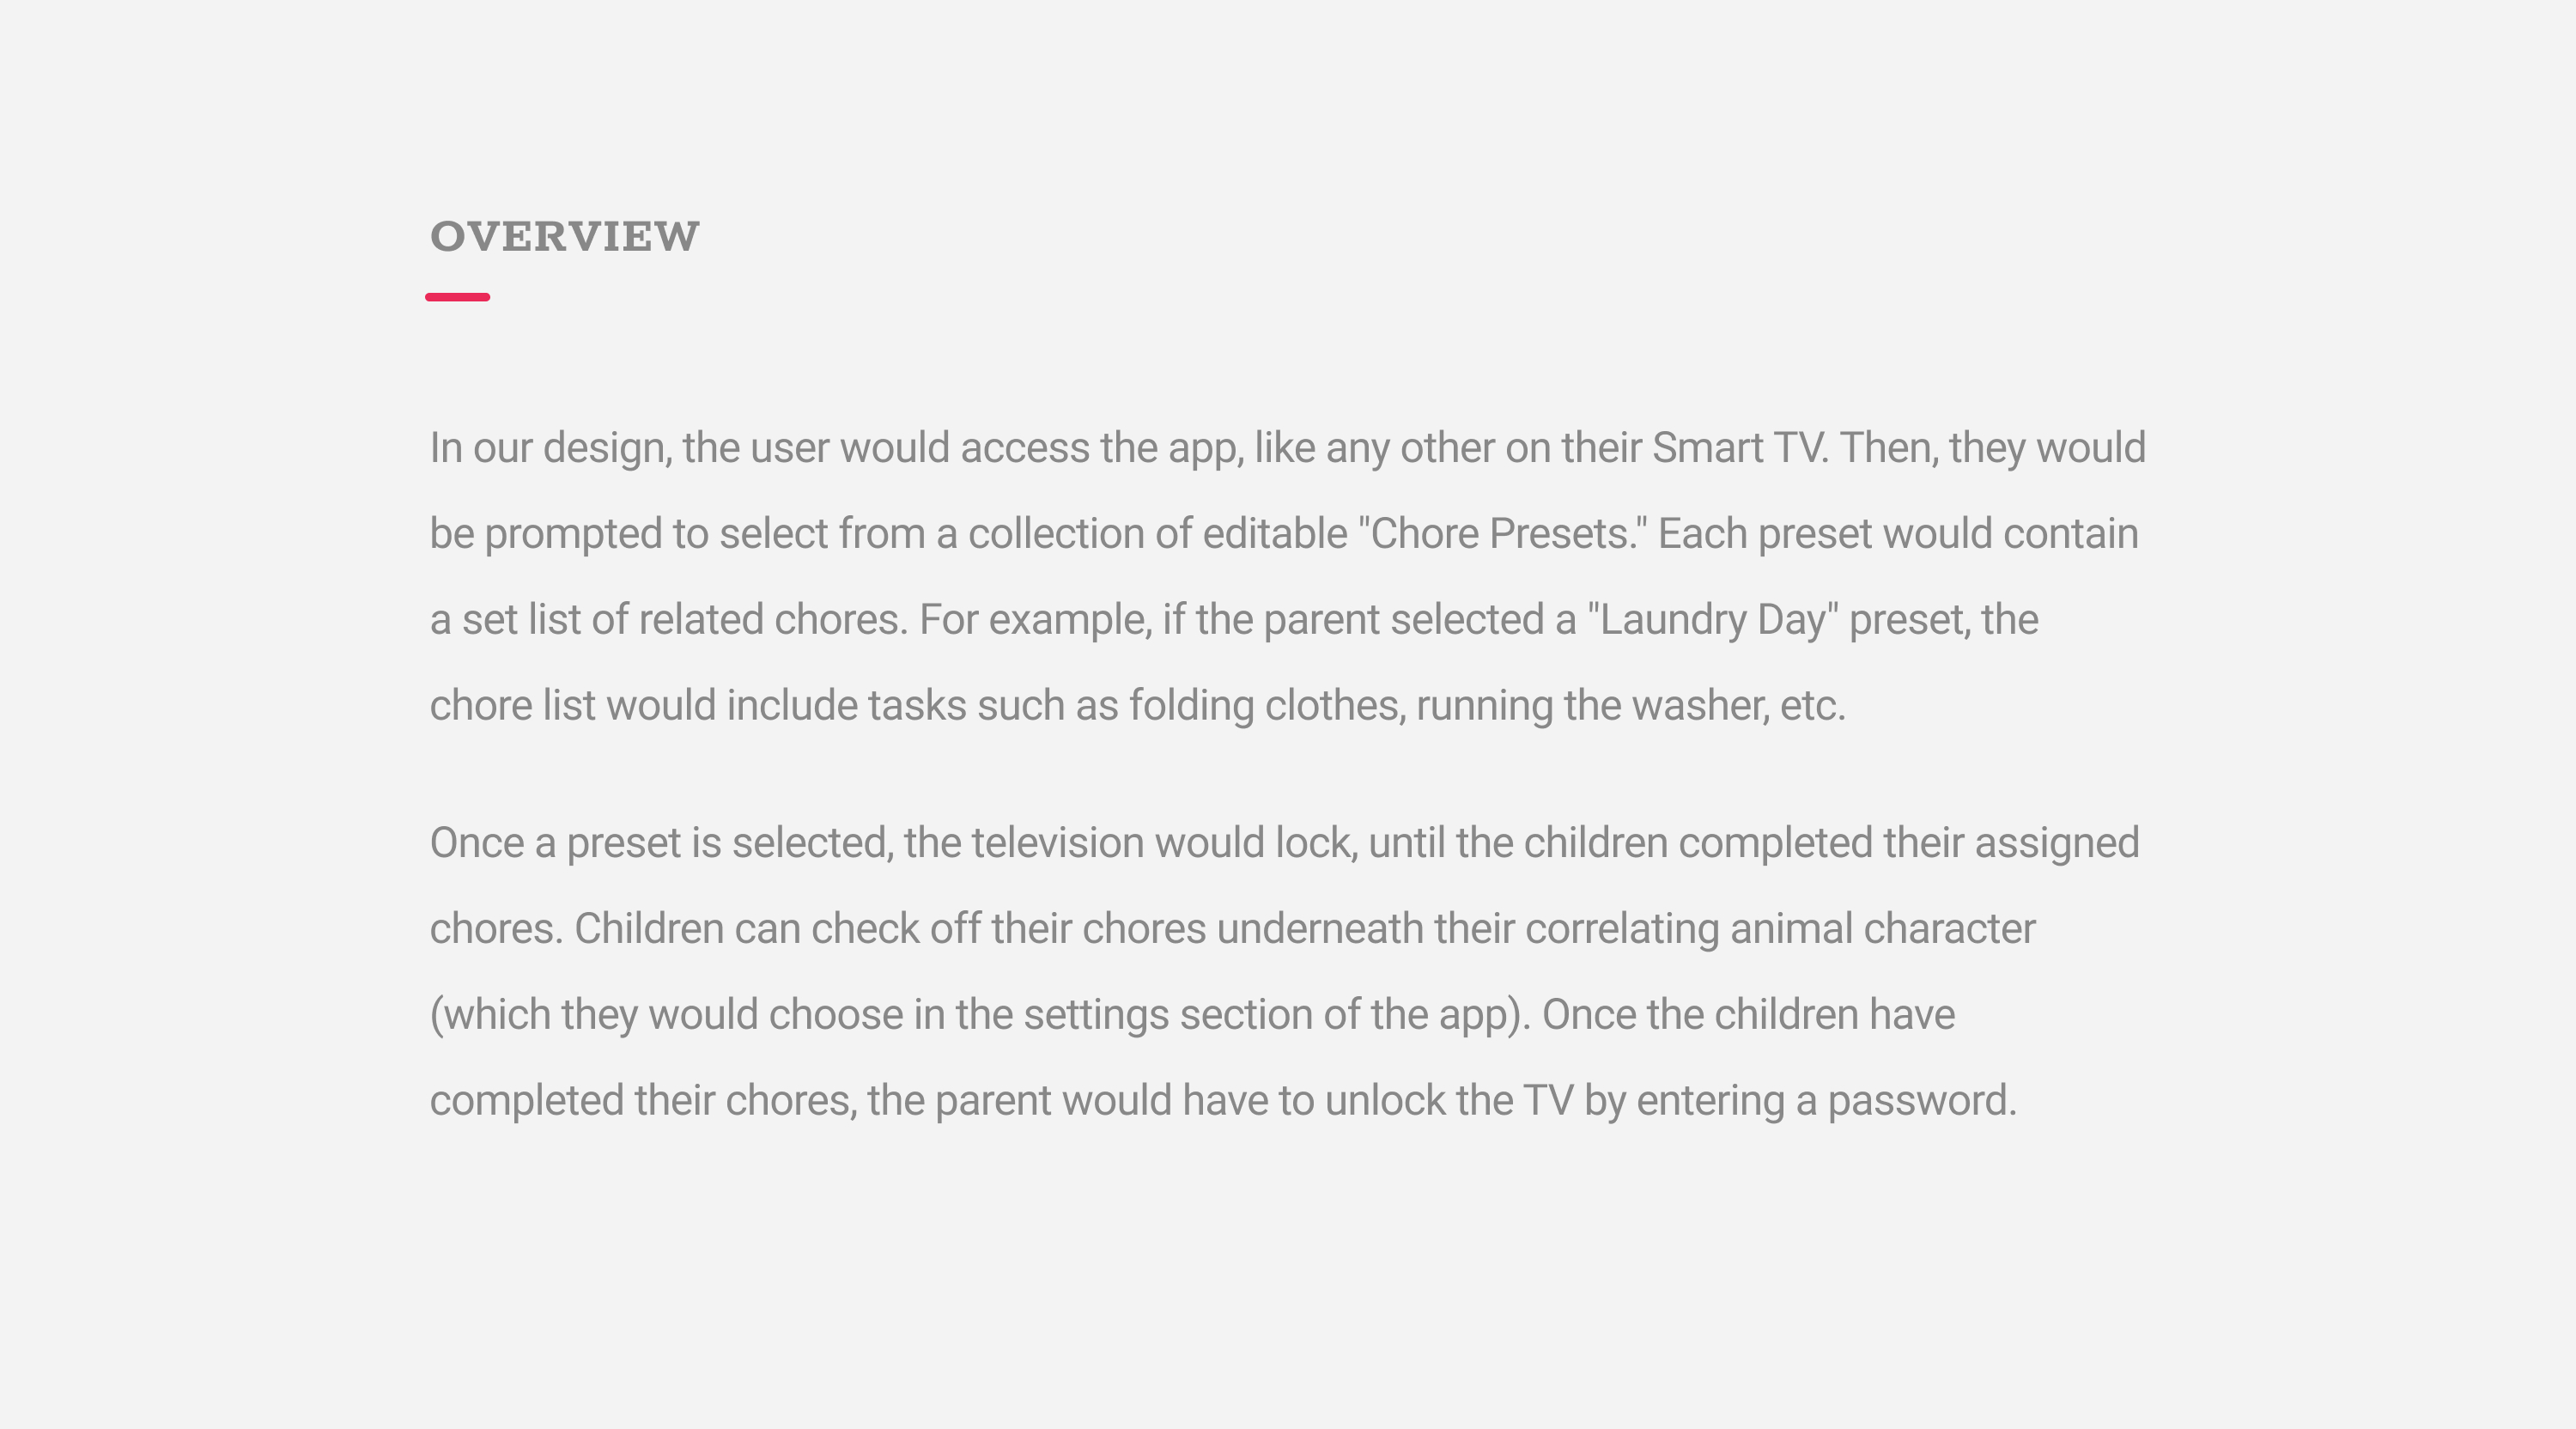 OVERVIEW
In our design, the user would access the app, like any other on their Smart TV. Then, they would
be prompted to select from a collection of editable "Chore Presets." Each preset would contain
a set list of related chores. For example, if the parent selected a "Laundry Day" preset, the
chore list would include tasks such as folding clothes, running the washer, etc.
Once a preset is selected, the television would lock, until the children completed their assigned
chores. Children can check off their chores underneath their correlating animal character
(which they would choose in the settings section of the app). Once the children have
completed their chores, the parent would have to unlock the TV by entering a password.